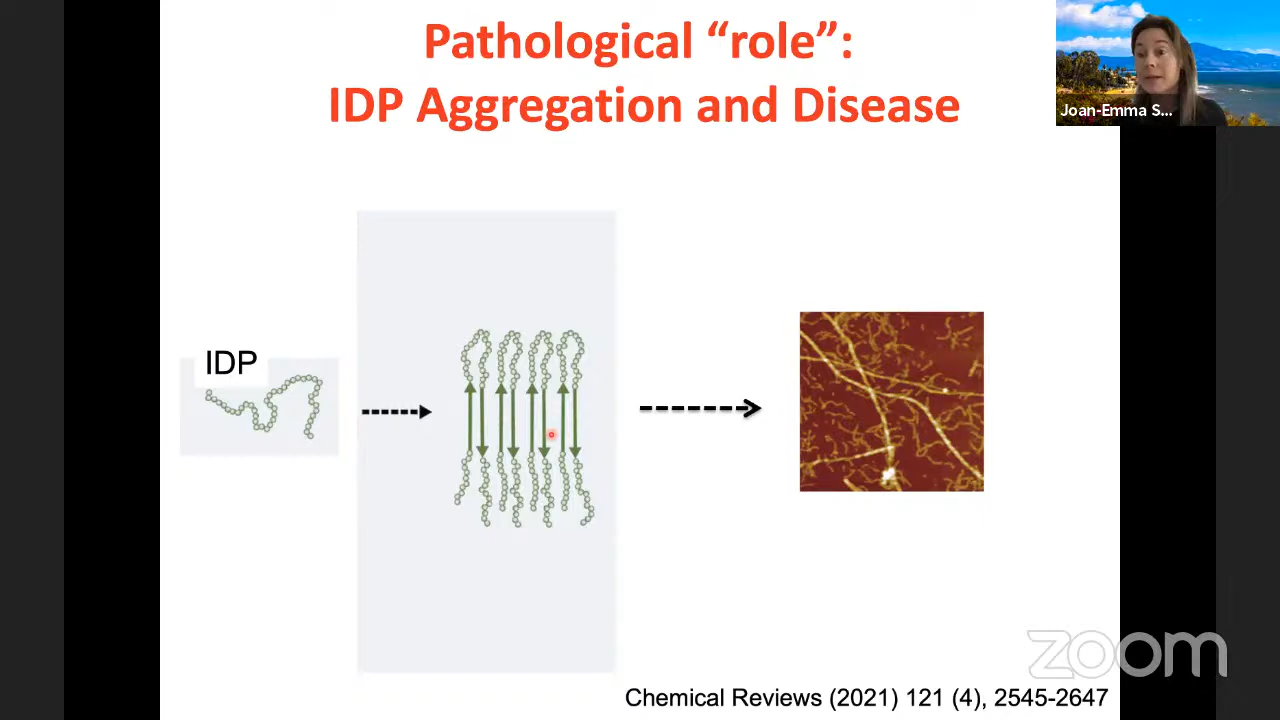 Pathological “role”:
IDP Aggregation and Disease
Joan-Emma S...
IDP
zoom
Chemical Reviews (2021) 121 (4), 2545-2647